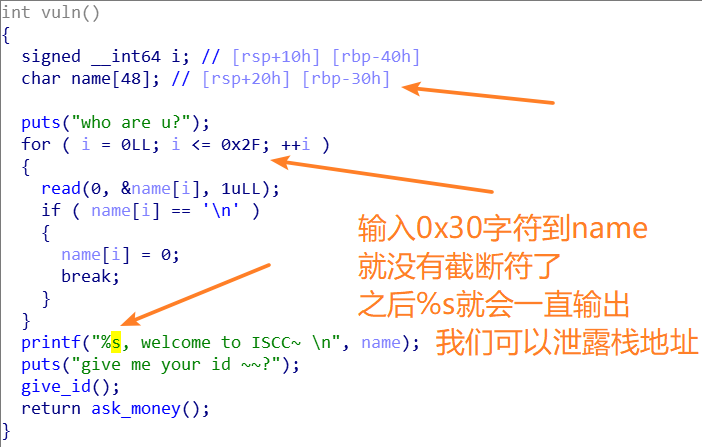 int vuln()
{
signed __int64 i; // [rsp+10h] [rbp-40h]
char name[48]; // [rsp+20h] [rbp-30h]
puts("who are u?");
for ( i = 0LL; i <= 0x2F; ++i )
{
read(0, &name[i], 1uLL);
if ( name[i] == '\n' )
{
name[i] = 0;
break;
}
}
printf("%s, welcome to ISCC~ \n", name);
puts("give me your id ~~?");
give_id();
return ask_money();
}
输入0x30字符到name
就没有截断符了
之后%s就会一直输出
我们可以泄露栈地址